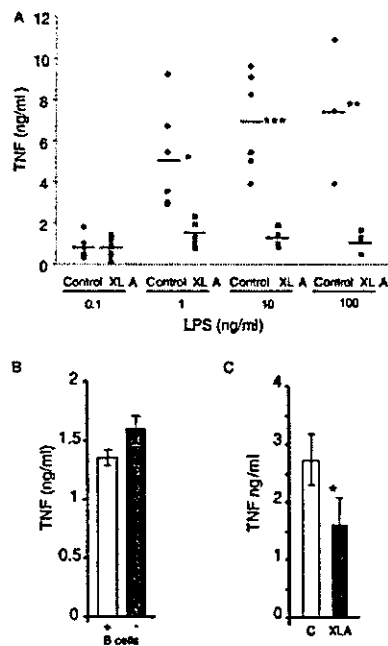 A
TNF (ng/ml)
12
10
8
6
4
2
0
*
***
**
Control XL A Control XL A Control XL A Control XL A
0.1 1 10 100
LPS (ng/ml)
B
TNF (ng/ml)
2
1.5
1
0.5
0
+ -
B cells
C
TNF ng/ml
4
3
2
1
0
*
C XLA